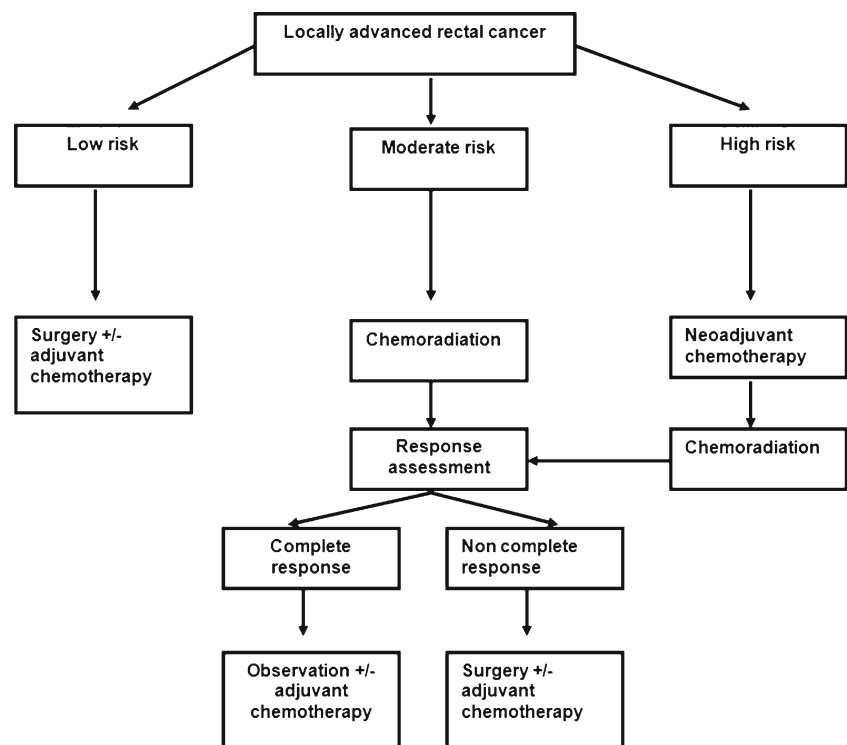 Locally advanced rectal cancer
Low risk
Moderate risk
High risk
Surgery +/-
adjuvant
chemotherapy
Chemoradiation
Neoadjuvant
chemotherapy
Response
assessment
Chemoradiation
Complete
response
Non complete
response
Observation +/-
adjuvant
chemotherapy
Surgery +/-
adjuvant
chemotherapy